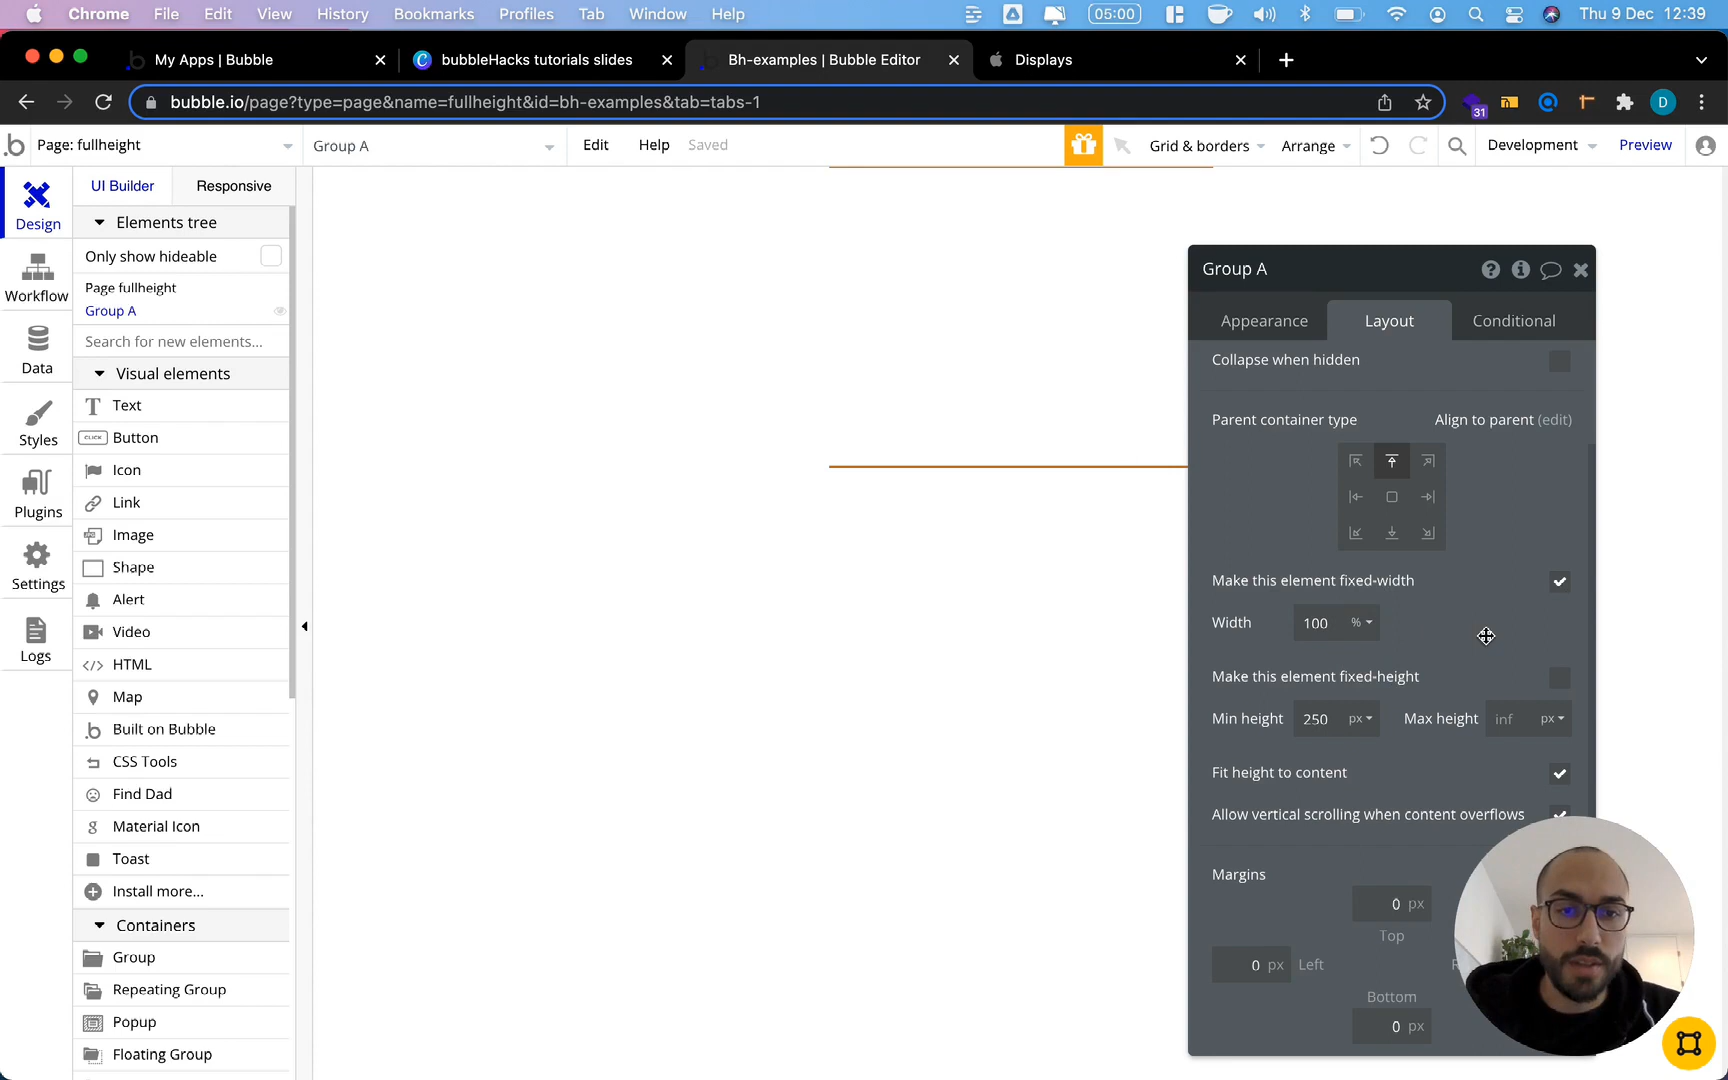 Chrome File Edit View History Bookmarks Profiles Tab Window Help 05:00 Thu 9 Dec 12:39
My Apps | Bubble bubbleHacks tutorials slides Bh-examples | Bubble Editor Displays
bubble.io/page?type=page&name=fullheight&id=bh-examples&tab=tabs-1 31 D
Page: fullheight Group A Edit Help Saved Grid & borders Arrange Development Preview
UI Builder Responsive
Design
Workflow
Data
Styles
Plugins
Settings
Logs
Elements tree
Only show hideable
Page fullheight
Group A
Search for new elements...
Visual elements
Text
CLICK Button
Icon
Link
Image
Shape
Alert
Video
</> HTML
Map
Built on Bubble
CSS Tools
Find Dad
g Material Icon
Toast
Install more...
Containers
Group
Repeating Group
Popup
Floating Group
Group A
Appearance Layout Conditional
Collapse when hidden
Parent container type Align to parent (edit)
Make this element fixed-width
Width 100 %
Make this element fixed-height
Min height 250 px Max height inf px
Fit height to content
Allow vertical scrolling when content overflows
Margins
0 px
Top
0 px Left
Bottom
0 px